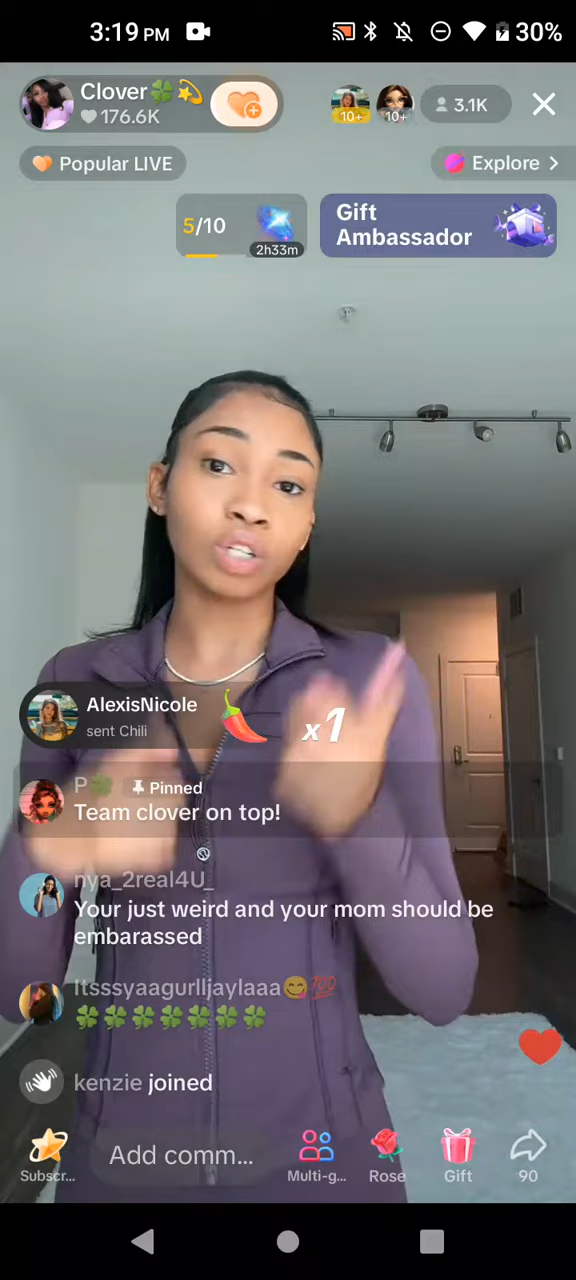 3:19 PM
30%
Clover🍀💫
176.6K
10+
10+
3.1K
Popular LIVE
Explore >
5/10
2h33m
Gift
Ambassador
AlexisNicole
sent Chili
x1
P🍀 Pinned
Team clover on top!
nya_2real4U_
Your just weird and your mom should be
embarassed
Itsssyaagurlljaylaaa😋💯
🍀🍀🍀🍀🍀🍀🍀
kenzie joined
Subscr...
Add comm...
Multi-g...
Rose
Gift
90